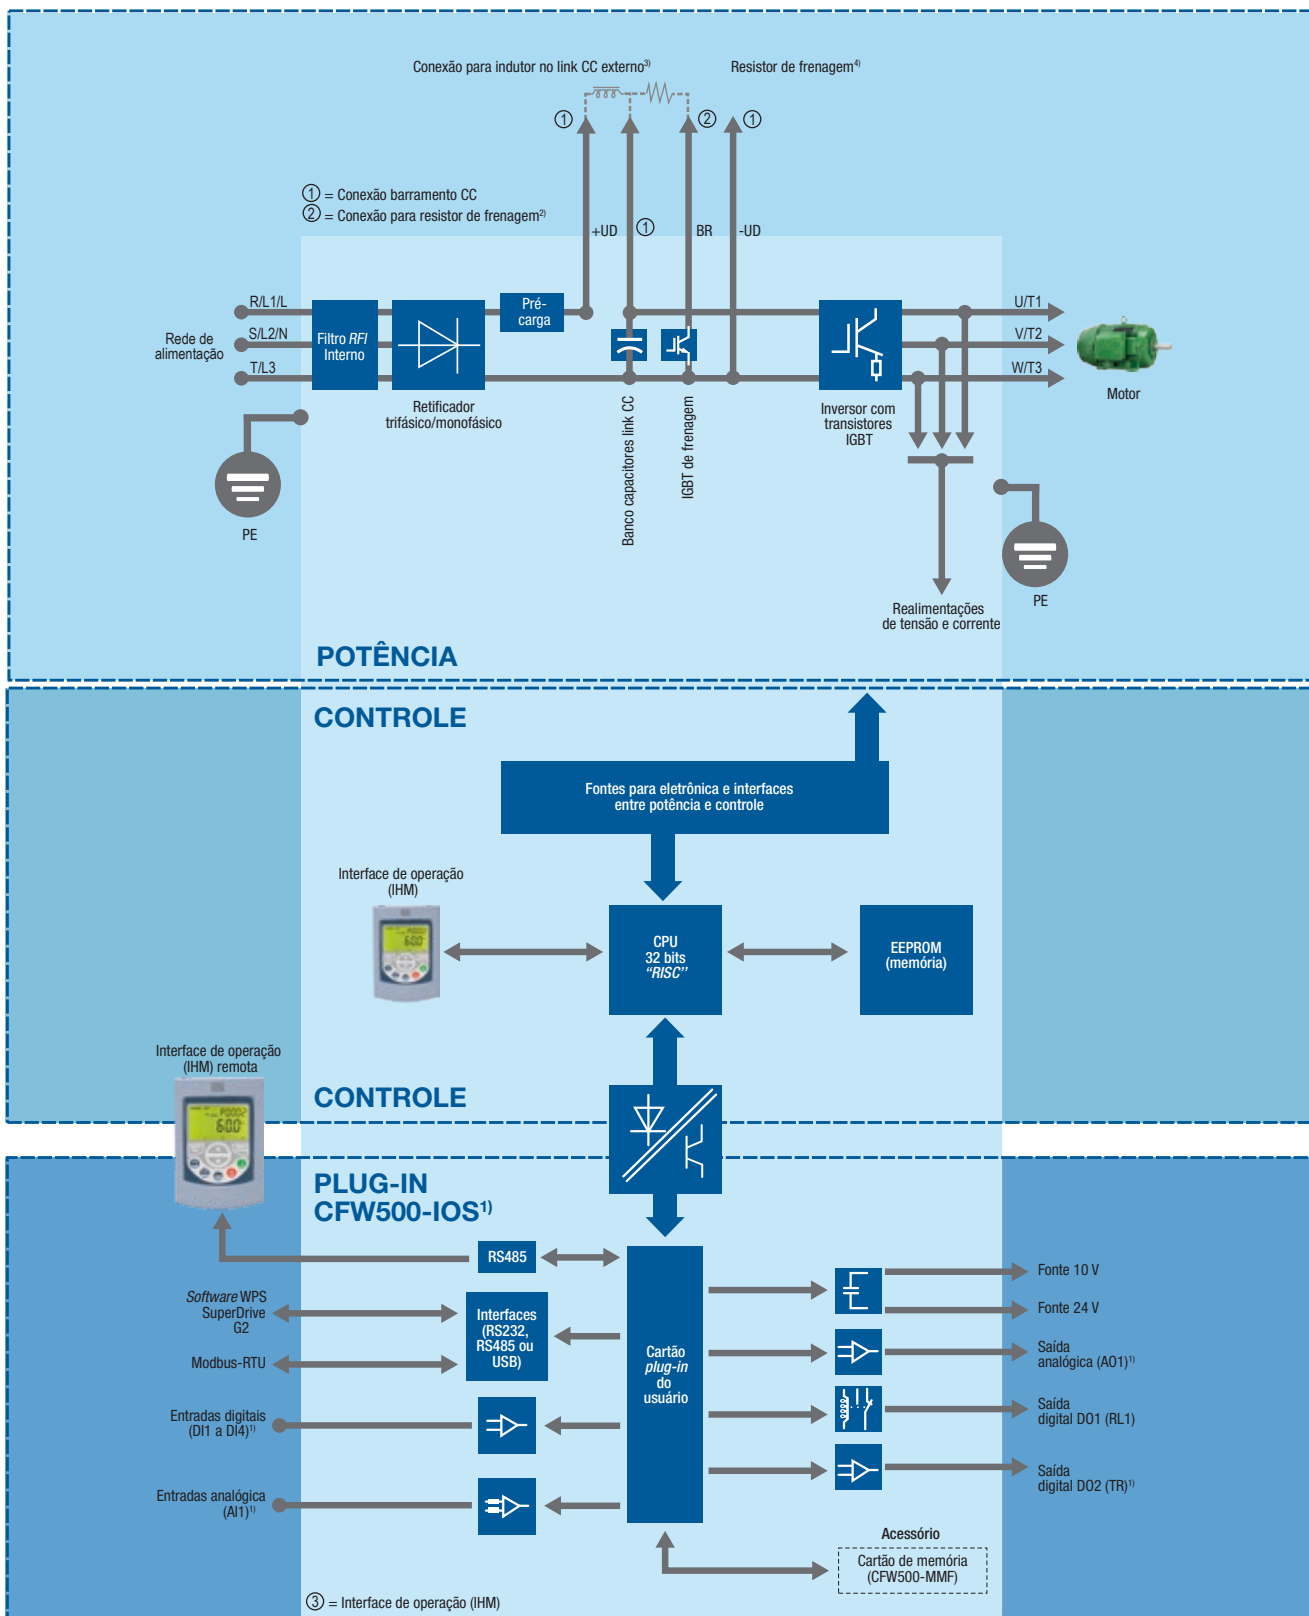 Conexão para indutor no link CC externo3)
Resistor de frenagem4)
1
2
1
1 = Conexão barramento CC
2 = Conexão para resistor de frenagem2)
+UD
1
BR
-UD
R/L1/L
S/L2/N
T/L3
Rede de
alimentação
Filtro RFI
Interno
Pré-
carga
Retificador
trifásico/monofásico
Banco capacitores link CC
IGBT de frenagem
Inversor com
transistores
IGBT
U/T1
V/T2
W/T3
Motor
PE
PE
Realimentações
de tensão e corrente
POTÊNCIA
CONTROLE
Fontes para eletrônica e interfaces
entre potência e controle
Interface de operação
(IHM)
CPU
32 bits
“RISC’’
EEPROM
(memória)
Interface de operação
(IHM) remota
CONTROLE
PLUG-IN
CFW500-IOS1)
RS485
Software WPS
SuperDrive
G2
Modbus-RTU
Interfaces
(RS232,
RS485 ou
USB)
Entradas digitais
(DI1 a DI4)1)
Entradas analógica
(AI1)1)
Cartão
plug-in
do
usuário
Fonte 10 V
Fonte 24 V
Saída
analógica (AO1)1)
Saída
digital DO1 (RL1)
Saída
digital DO2 (TR)1)
Acessório
Cartão de memória
(CFW500-MMF)
3 = Interface de operação (IHM)